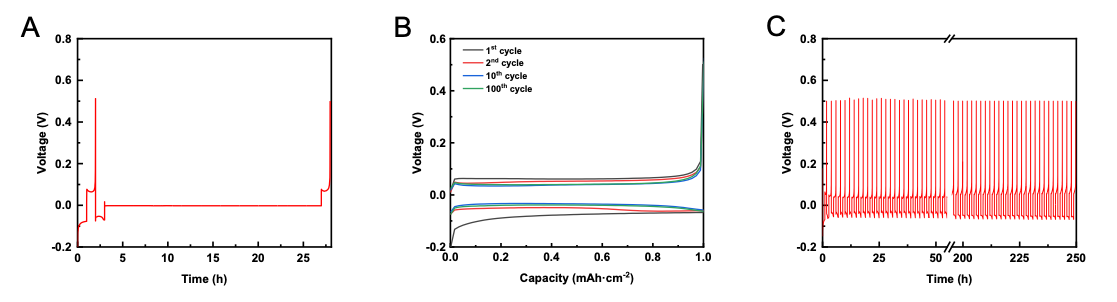 A
B
C
0.8
0.6
0.4
0.2
0.0
-0.2
Voltage (V)
0
5
10
15
20
25
Time (h)
0.6
0.4
0.2
0.0
-0.2
Voltage (V)
1st cycle
2nd cycle
10th cycle
100th cycle
0.0
0.2
0.4
0.6
0.8
1.0
Capacity (mAh·cm-2)
0.8
0.6
0.4
0.2
0.0
-0.2
Voltage (V)
0
25
50
200
225
250
Time (h)